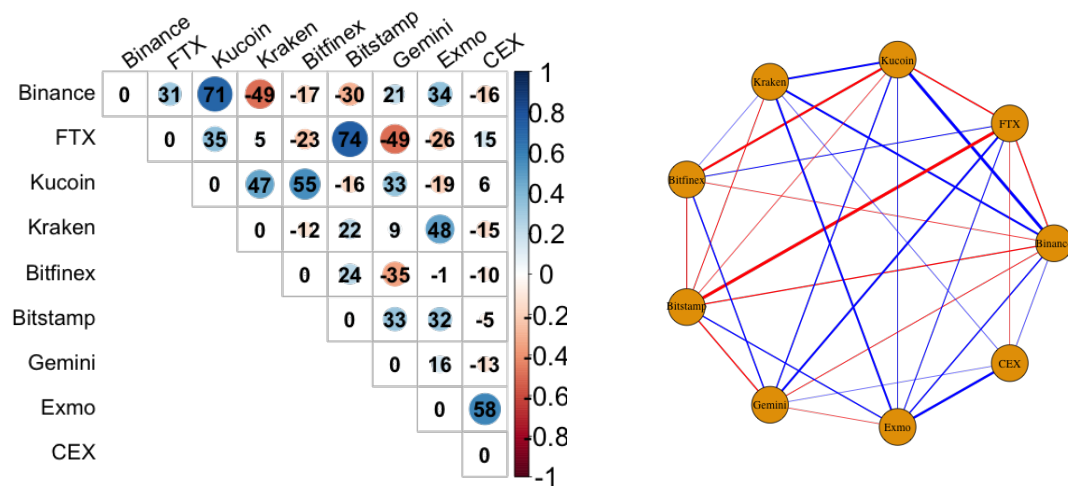 Binance FTX Kucoin Kraken Bitfinex Bitstamp Gemini Exmo CEX
Binance 0 31 71 -49 -17 -30 21 34 -16
FTX 0 35 5 -23 74 -49 -26 15
Kucoin 0 47 55 -16 33 -19 6
Kraken 0 -12 22 9 48 -15
Bitfinex 0 24 -35 -1 -10
Bitstamp 0 33 32 -5
Gemini 0 16 -13
Exmo 0 58
CEX 0
1
0.8
0.6
0.4
0.2
0
-0.2
-0.4
-0.6
-0.8
-1
Kucoin
Kraken
FTX
Bitfinex
Binance
Bitstamp
CEX
Gemini
Exmo